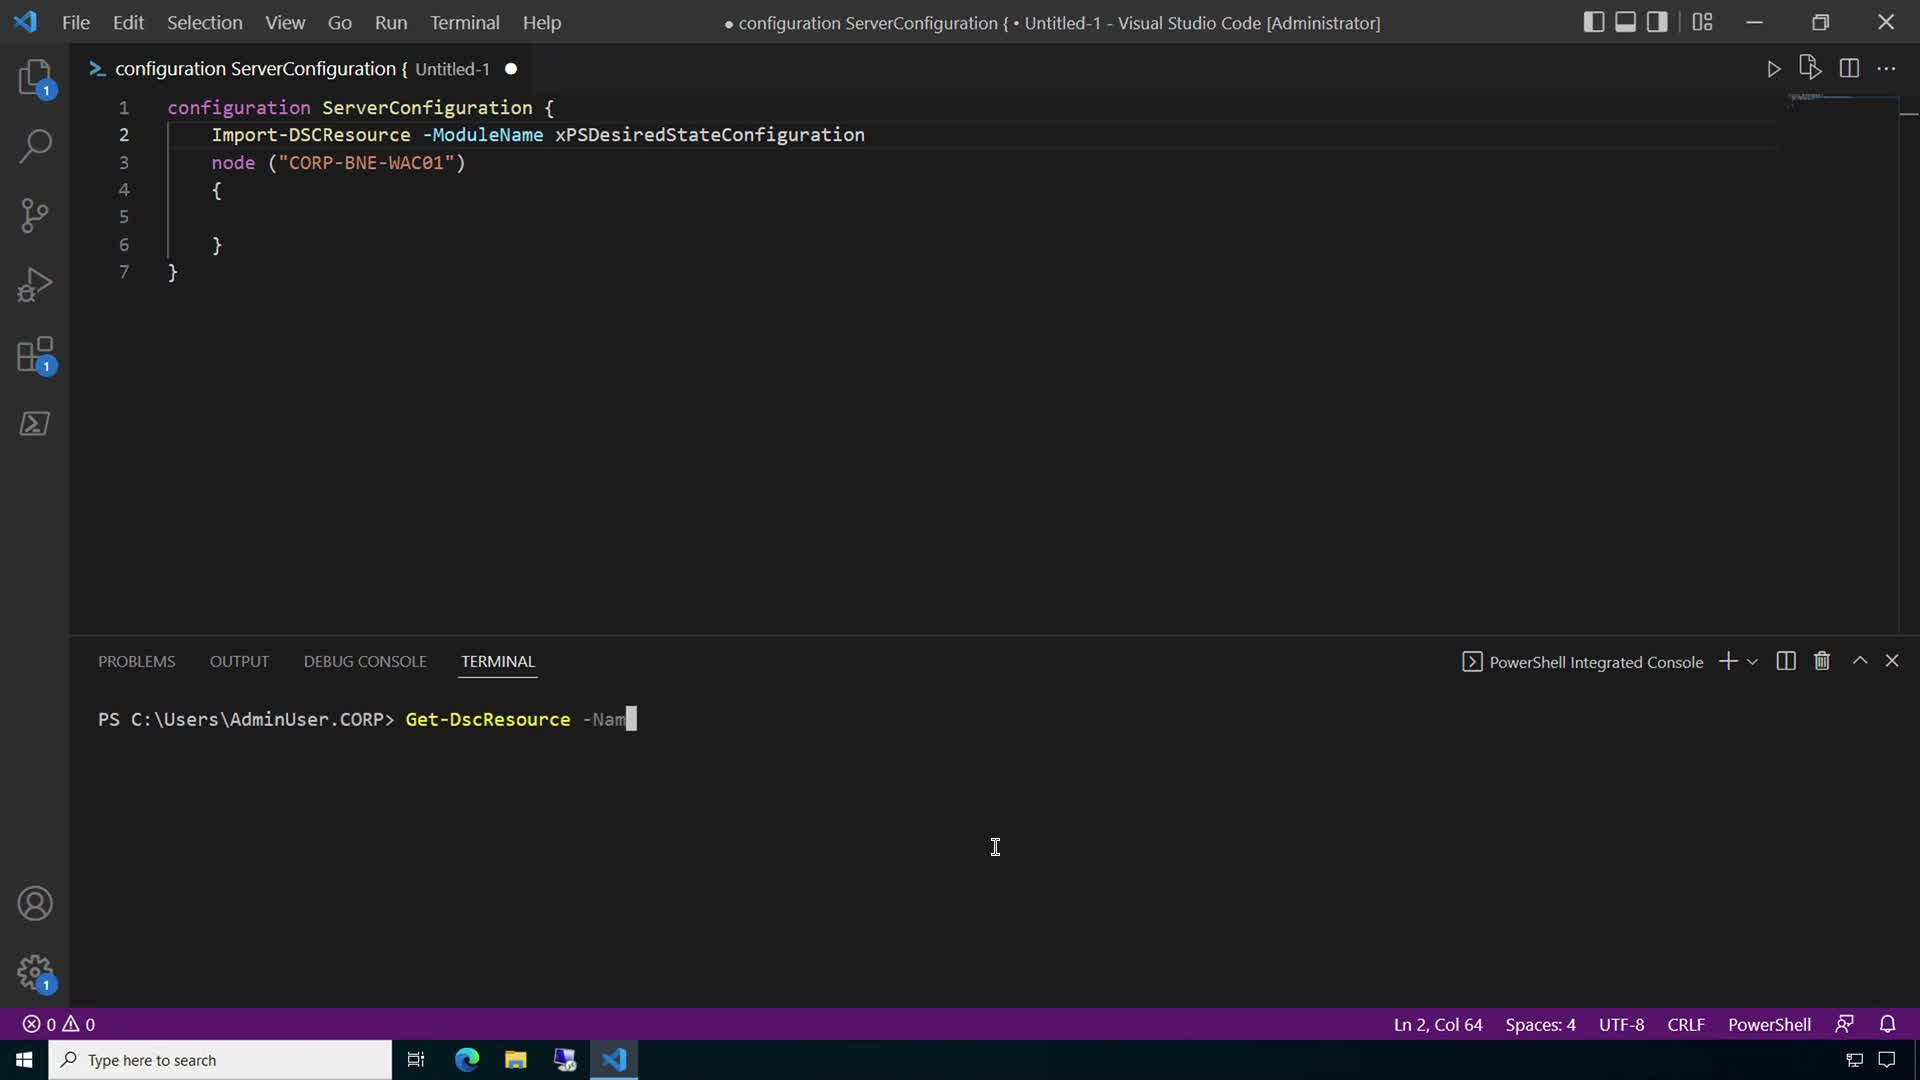 File Edit Selection View Go Run Terminal Help ● configuration ServerConfiguration { • Untitled-1 - Visual Studio Code [Administrator]
configuration ServerConfiguration { Untitled-1 ●
1 configuration ServerConfiguration {
2 Import-DSCResource -ModuleName xPSDesiredStateConfiguration
3 node ("CORP-BNE-WAC01")
4 {
5
6 }
7 }
1
1
1
PROBLEMS OUTPUT DEBUG CONSOLE TERMINAL PowerShell Integrated Console
PS C:\Users\AdminUser.CORP> Get-DscResource -Nam
0 0 Ln 2, Col 64 Spaces: 4 UTF-8 CRLF PowerShell
Type here to search